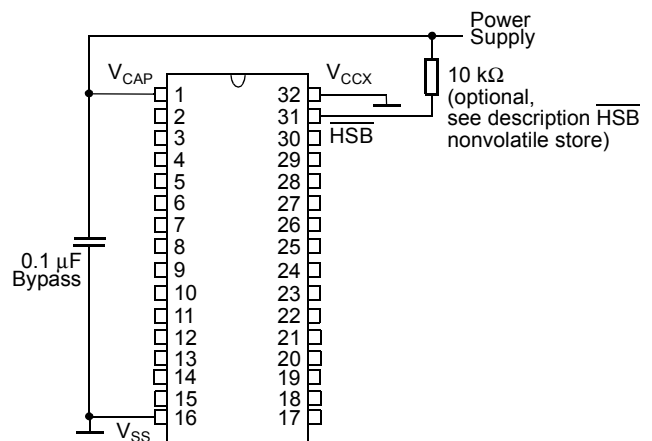 Power
Supply
V_CAP
V_CCX
1 32
2 31
3 30
4 29
5 28
6 27
7 26
8 25
9 24
10 23
11 22
12 21
13 20
14 19
15 18
16 17
H̅S̅B̅
10 kΩ
(optional,
see description H̅S̅B̅
nonvolatile store)
0.1 μF
Bypass
V_SS